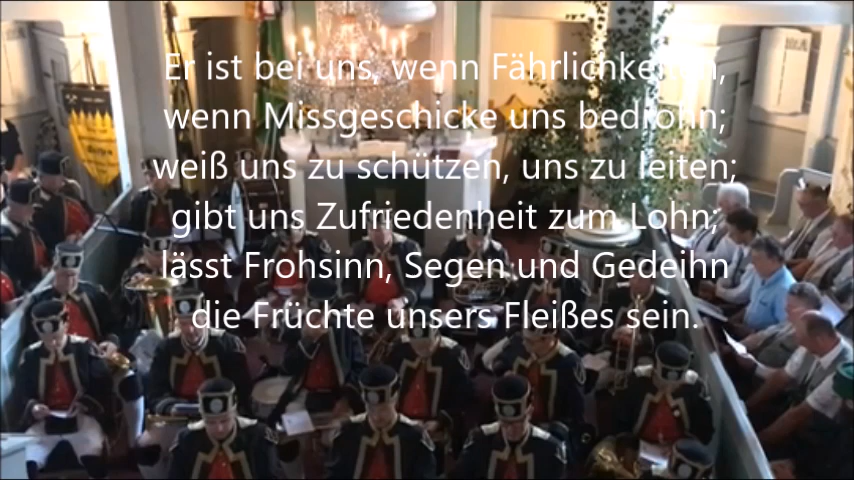 Er ist bei uns, wenn Fährlichkeiten,
wenn Missgeschicke uns bedrohn;
weiß uns zu schützen, uns zu leiten;
gibt uns Zufriedenheit zum Lohn;
lässt Frohsinn, Segen und Gedeihn
die Früchte unsers Fleißes sein.